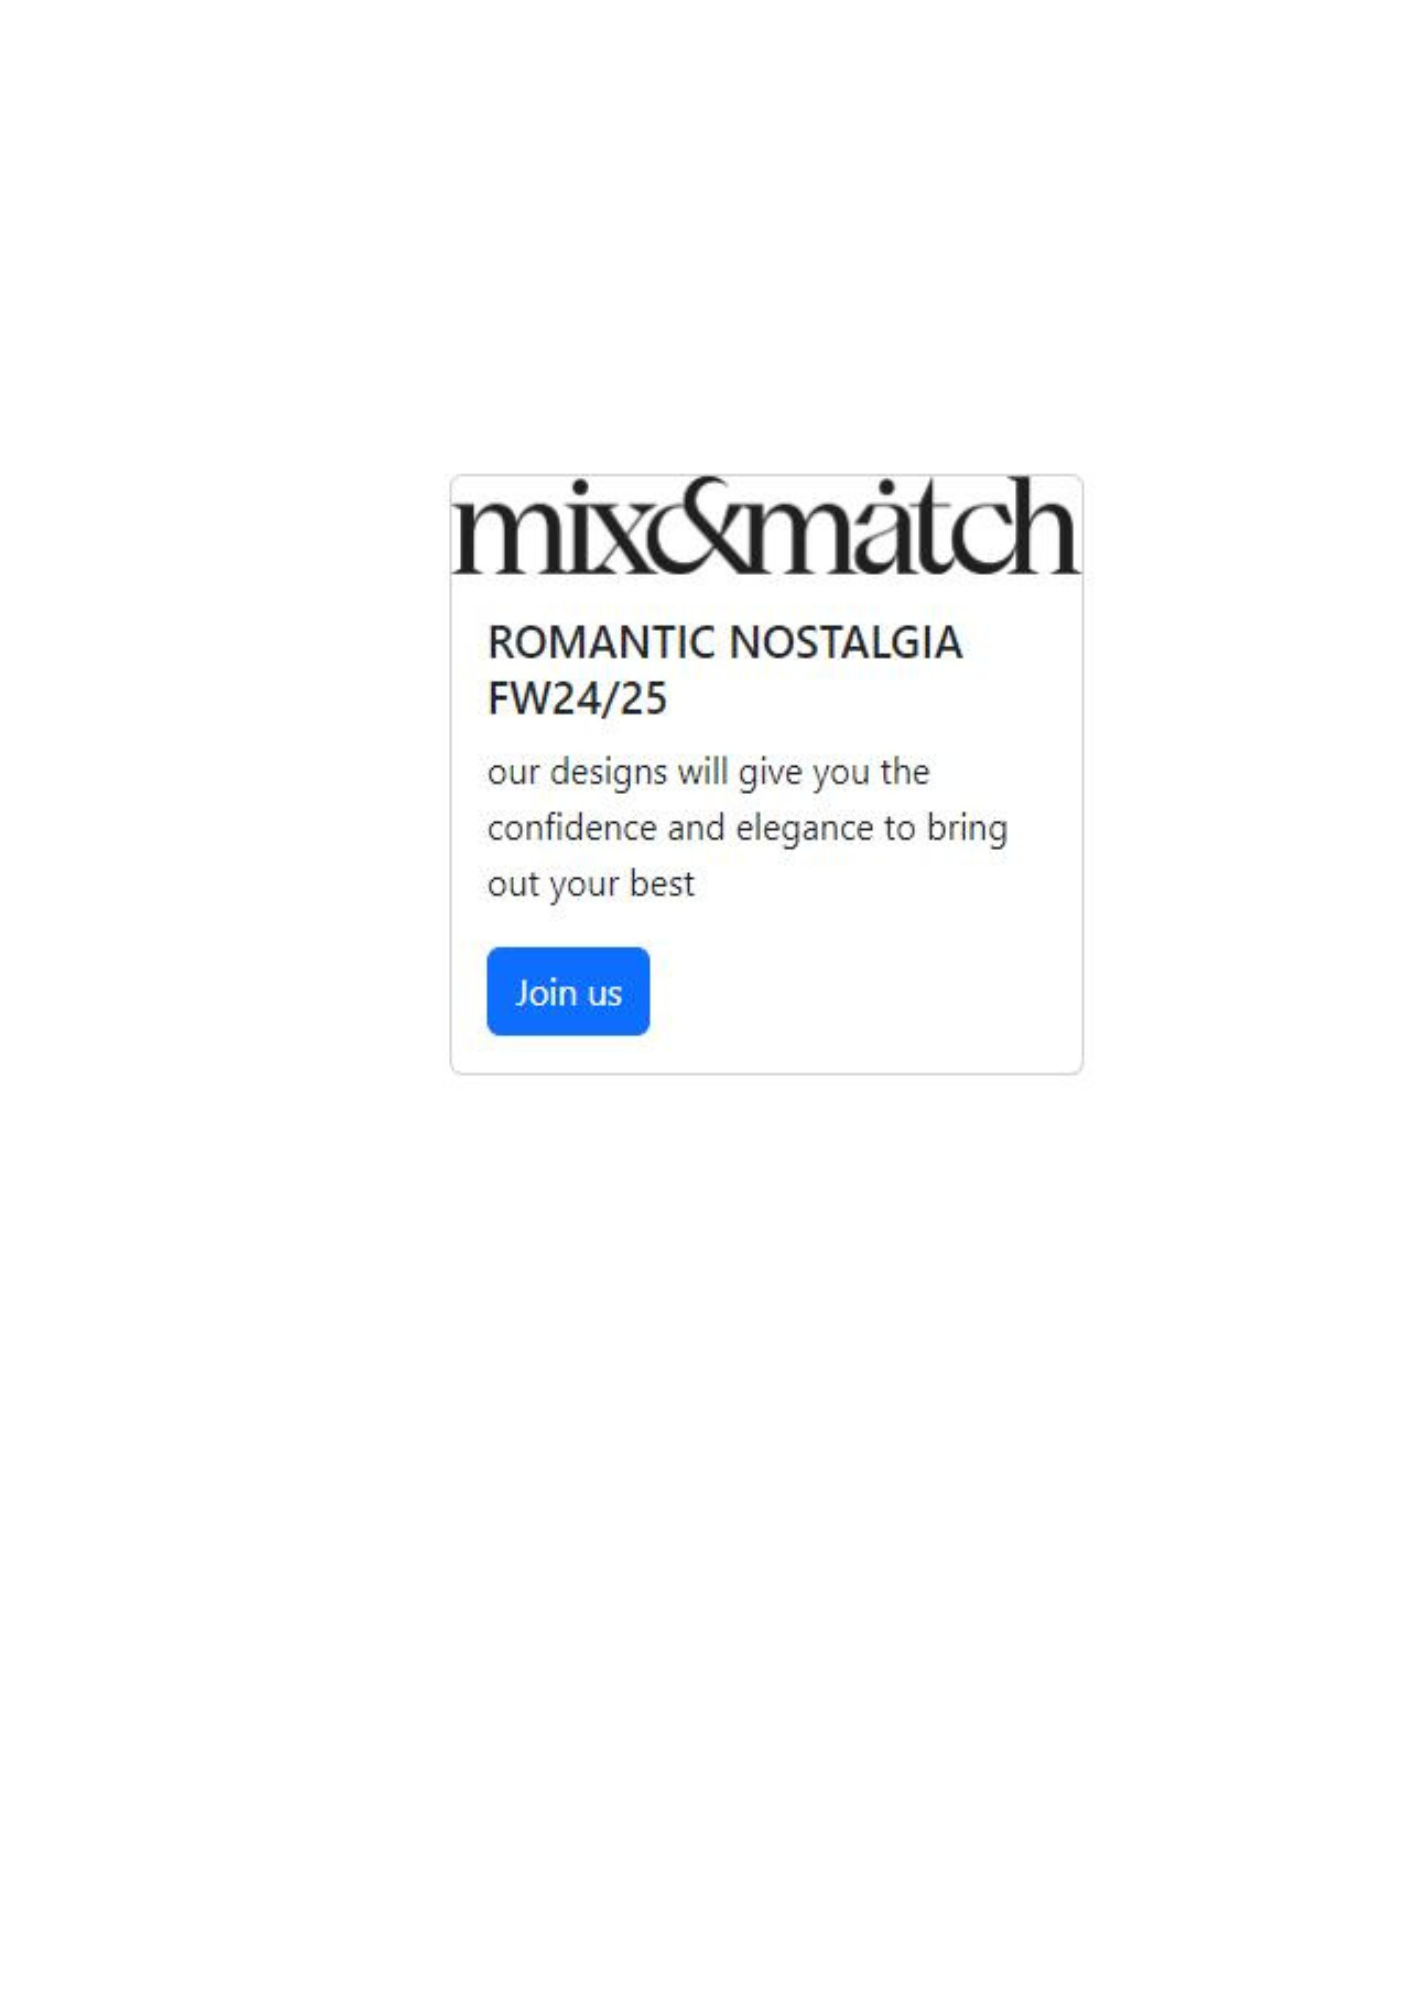 mix&mátch
ROMANTIC NOSTALGIA
FW24/25
our designs will give you the
confidence and elegance to bring
out your best
Join us